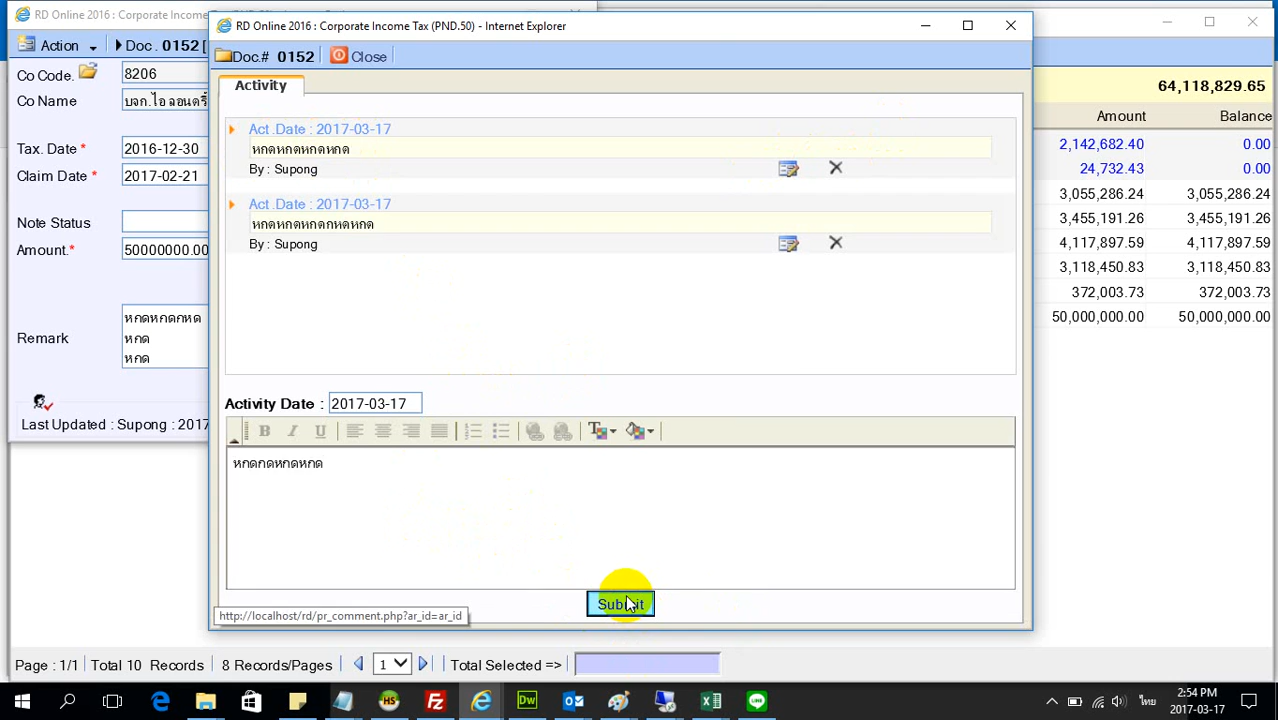 RD Online 2016 : Corporate Income Ta
RD Online 2016 : Corporate Income Tax (PND.50) - Internet Explorer
Action
Doc . 0152 [
Doc.# 0152
Close
64,118,829.65
Co Code.
8206
Activity
Amount
Balance
Co Name
บจก.ไอ ลอนดรี้
Act .Date : 2017-03-17
หกดหกดหกดหกด
By : Supong
2,142,682.40
0.00
Tax. Date *
2016-12-30
24,732.43
0.00
Claim Date *
2017-02-21
3,055,286.24
3,055,286.24
Act .Date : 2017-03-17
หกดหกดหกดกหดหกด
By : Supong
Note Status
3,455,191.26
3,455,191.26
Amount.*
50000000.00
4,117,897.59
4,117,897.59
3,118,450.83
3,118,450.83
372,003.73
372,003.73
50,000,000.00
50,000,000.00
Remark
หกดหกดกหด
หกด
หกด
Activity Date :
2017-03-17
Last Updated : Supong : 2017
B I U
หกดกดหกดหกด
Submit
http://localhost/rd/pr_comment.php?ar_id=ar_id
Page : 1/1
Total 10 Records
8 Records/Pages
1
Total Selected =>
ไทย
2:54 PM
2017-03-17